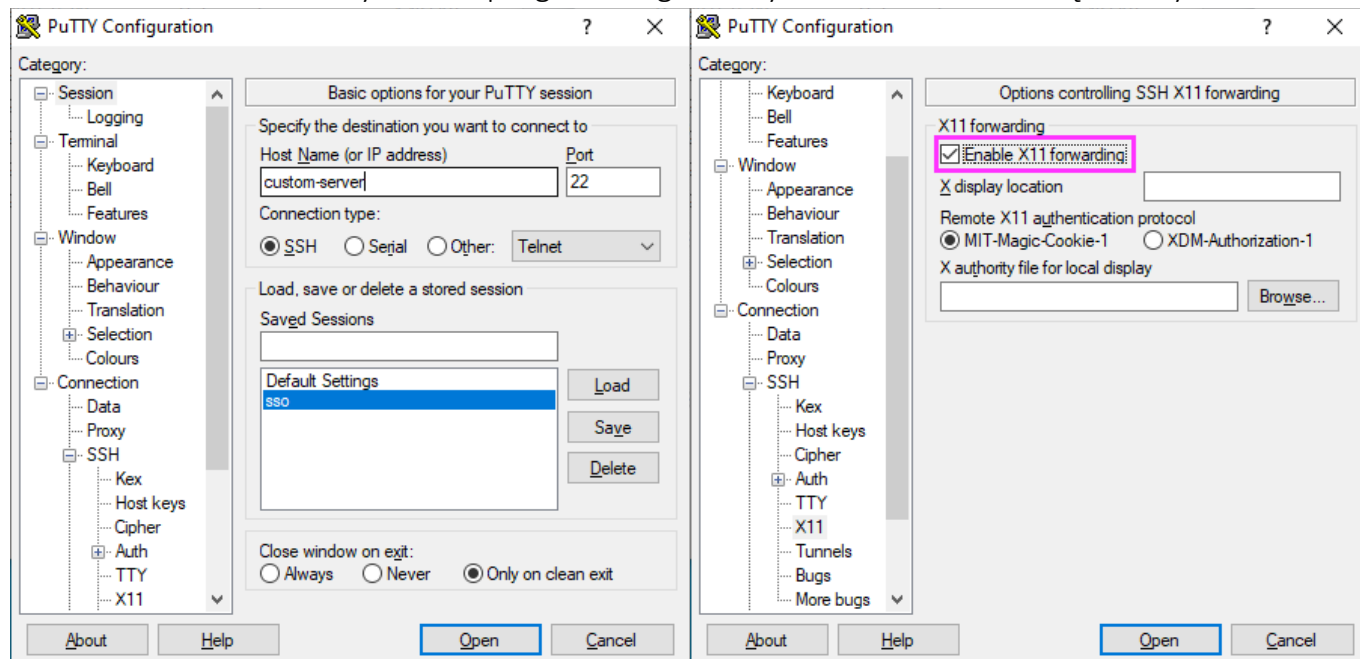 PuTTY Configuration
?
Category:
Session
Logging
Terminal
Keyboard
Bell
Features
Window
Appearance
Behaviour
Translation
Selection
Colours
Connection
Data
Proxy
SSH
Kex
Host keys
Cipher
Auth
TTY
X11
Basic options for your PuTTY session
Specify the destination you want to connect to
Host Name (or IP address) Port
custom-server 22
Connection type:
SSH Serial Other: Telnet
Load, save or delete a stored session
Saved Sessions
Default Settings
sso
Load
Save
Delete
Close window on exit:
Always Never Only on clean exit
About Help Open Cancel
PuTTY Configuration
?
Category:
Keyboard
Bell
Features
Window
Appearance
Behaviour
Translation
Selection
Colours
Connection
Data
Proxy
SSH
Kex
Host keys
Cipher
Auth
TTY
X11
Tunnels
Bugs
More bugs
Options controlling SSH X11 forwarding
X11 forwarding
Enable X11 forwarding
X display location
Remote X11 authentication protocol
MIT-Magic-Cookie-1 XDM-Authorization-1
X authority file for local display
Browse...
About Help Open Cancel